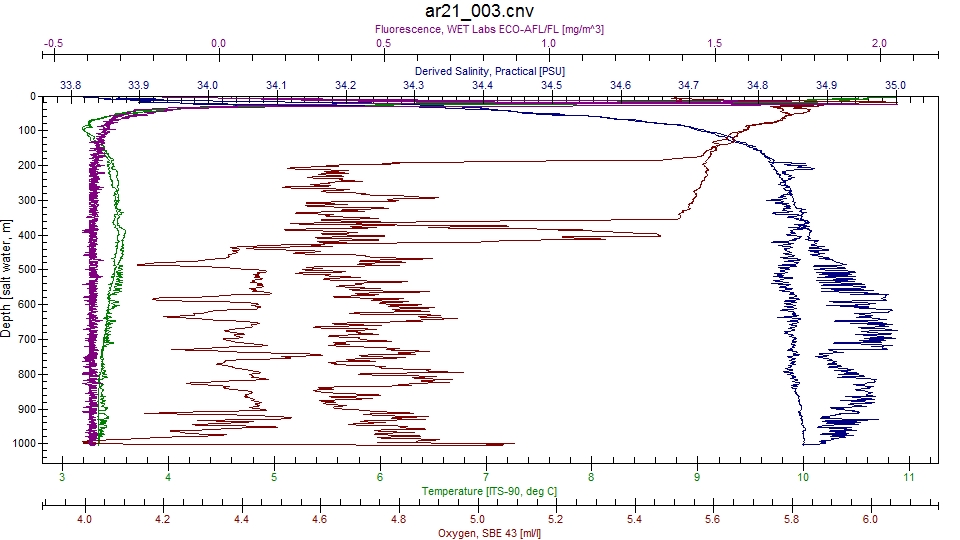 ar21_003.cnv
Fluorescence, WET Labs ECO-AFL/FL [mg/m^3]
-0.5 0.0 0.5 1.0 1.5 2.0
Derived Salinity, Practical [PSU]
33.8 33.9 34.0 34.1 34.2 34.3 34.4 34.5 34.6 34.7 34.8 34.9 35.0
Depth [salt water, m]
0
100
200
300
400
500
600
700
800
900
1000
3 4 5 6 7 8 9 10 11
Temperature [ITS-90, deg C]
4.0 4.2 4.4 4.6 4.8 5.0 5.2 5.4 5.6 5.8 6.0
Oxygen, SBE 43 [ml/l]